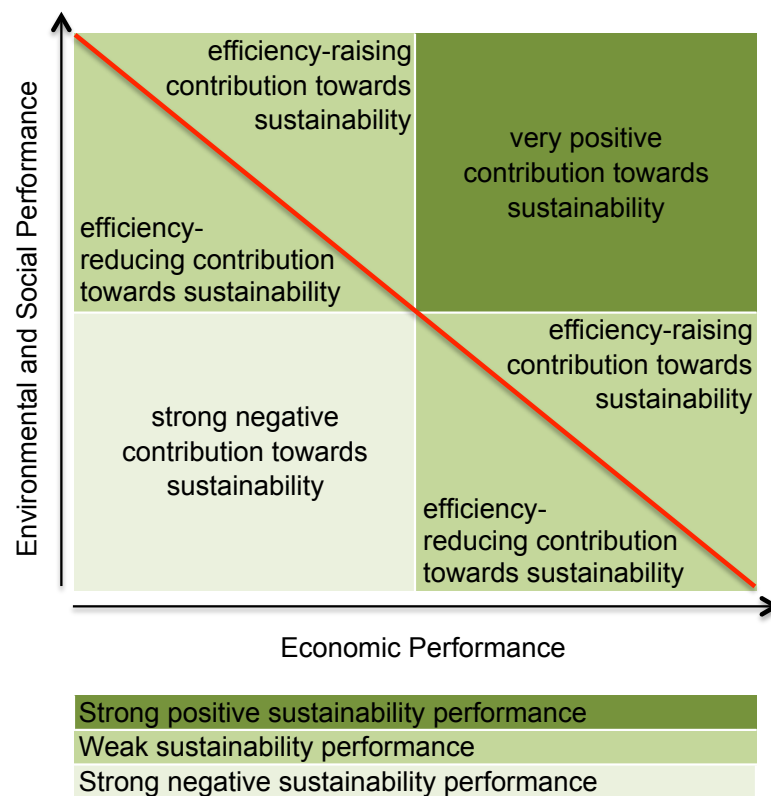 Environmental and Social Performance
efficiency-raising
contribution towards
sustainability
very positive
contribution towards
sustainability
efficiency-
reducing contribution
towards sustainability
efficiency-raising
contribution towards
sustainability
strong negative
contribution towards
sustainability
efficiency-
reducing contribution
towards sustainability
Economic Performance
Strong positive sustainability performance
Weak sustainability performance
Strong negative sustainability performance